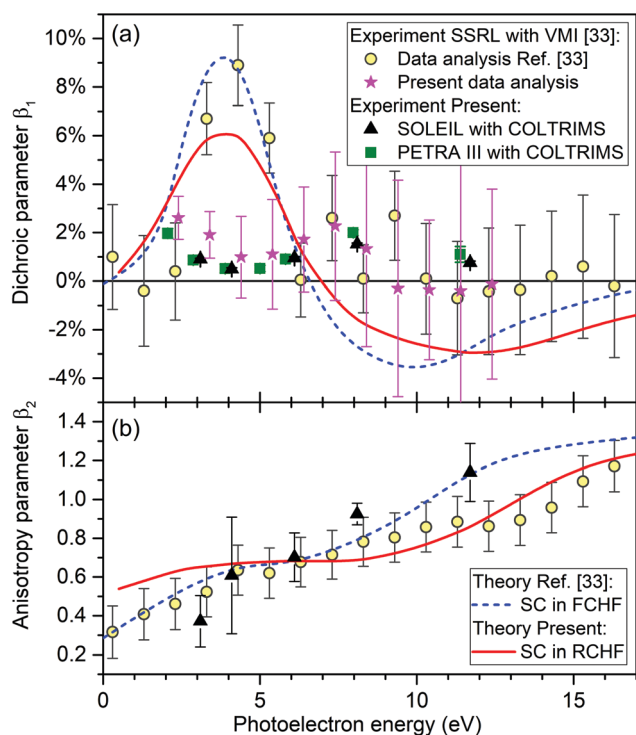 (a)
Experiment SSRL with VMI [33]:
Data analysis Ref. [33]
Present data analysis
Experiment Present:
SOLEIL with COLTRIMS
PETRA III with COLTRIMS
Dichroic parameter β1
10%
8%
6%
4%
2%
0%
-2%
-4%
(b)
Anisotropy parameter β2
1.4
1.2
1.0
0.8
0.6
0.4
0.2
Theory Ref. [33]:
SC in FCHF
Theory Present:
SC in RCHF
0 5 10 15
Photoelectron energy (eV)